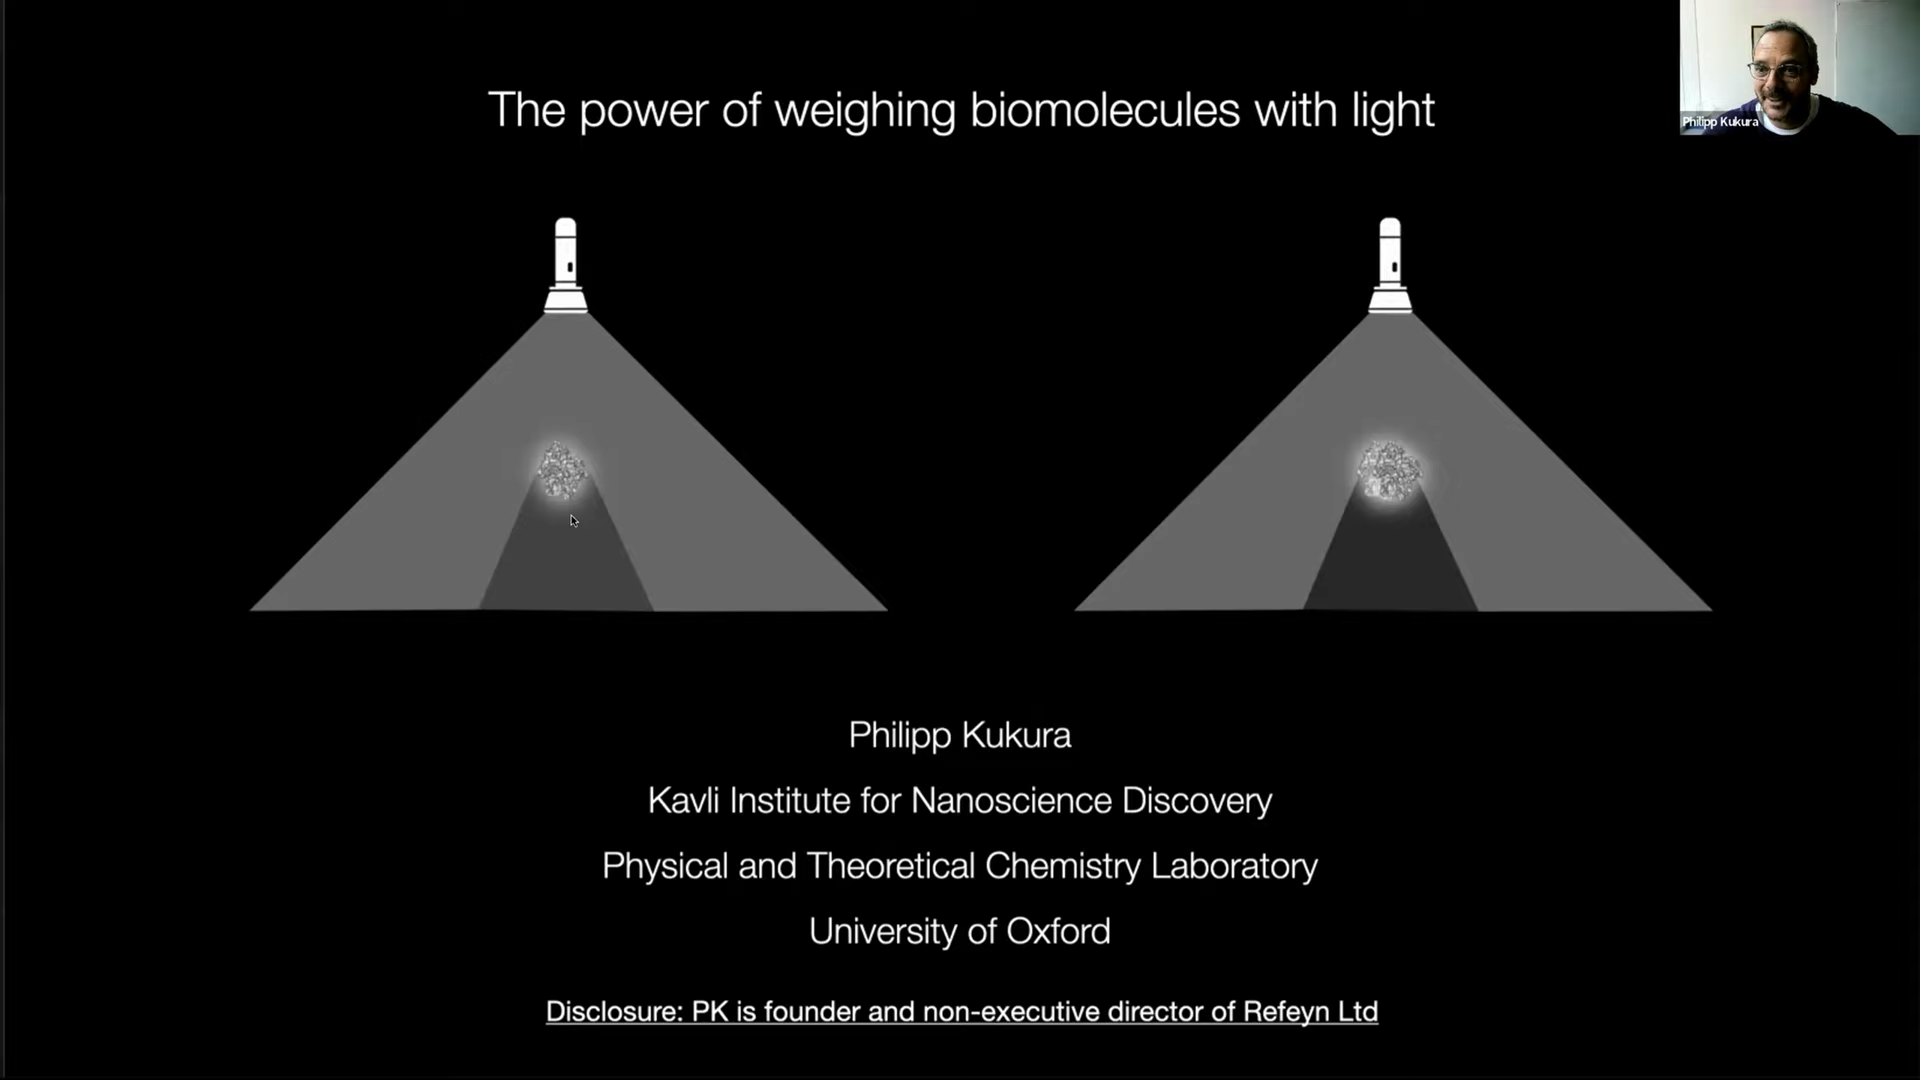 The power of weighing biomolecules with light
Philipp Kukura
Philipp Kukura
Kavli Institute for Nanoscience Discovery
Physical and Theoretical Chemistry Laboratory
University of Oxford
Disclosure: PK is founder and non-executive director of Refeyn Ltd